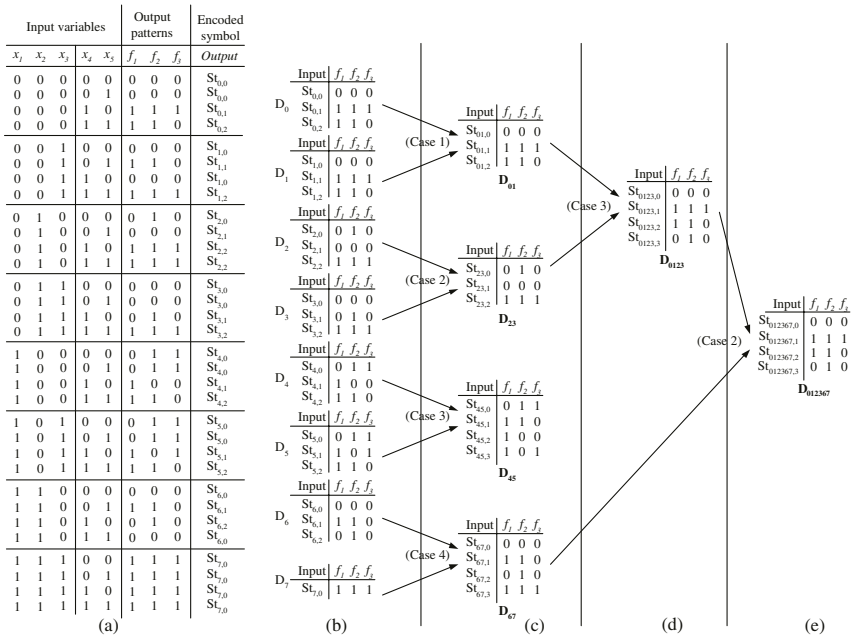 Input variables Output patterns Encoded symbol
x1 x2 x3 x4 x5 f1 f2 f3 Output
0 0 0 0 0 0 0 0 St0,0
0 0 0 0 1 0 0 0 St0,0
0 0 0 1 0 1 1 1 St0,1
0 0 0 1 1 1 1 0 St0,2
0 0 1 0 0 0 0 0 St1,0
0 0 1 0 1 1 1 1 St1,1
0 0 1 1 0 0 0 0 St1,0
0 0 1 1 1 1 1 0 St1,2
0 1 0 0 0 0 1 0 St2,0
0 1 0 0 1 0 0 0 St2,1
0 1 0 1 0 1 1 1 St2,2
0 1 0 1 1 1 1 1 St2,2
0 1 1 0 0 0 0 0 St3,0
0 1 1 0 1 0 0 0 St3,0
0 1 1 1 0 0 1 0 St3,1
0 1 1 1 1 1 1 1 St3,2
1 0 0 0 0 0 1 1 St4,0
1 0 0 0 1 0 1 1 St4,0
1 0 0 1 0 1 0 0 St4,1
1 0 0 1 1 1 1 0 St4,2
1 0 1 0 0 0 1 1 St5,0
1 0 1 0 1 0 1 1 St5,0
1 0 1 1 0 1 0 1 St5,1
1 0 1 1 1 1 1 0 St5,2
1 1 0 0 0 0 0 0 St6,0
1 1 0 0 1 1 1 0 St6,1
1 1 0 1 0 0 1 0 St6,2
1 1 0 1 1 0 0 0 St6,0
1 1 1 0 0 1 1 1 St7,0
1 1 1 0 1 1 1 1 St7,0
1 1 1 1 0 1 1 1 St7,0
1 1 1 1 1 1 1 1 St7,0
(a)
D0
Input f1 f2 f3
St0,0 0 0 0
St0,1 1 1 1
St0,2 1 1 0
D1
Input f1 f2 f3
St1,0 0 0 0
St1,1 1 1 1
St1,2 1 1 0
D2
Input f1 f2 f3
St2,0 0 1 0
St2,1 0 0 0
St2,2 1 1 1
D3
Input f1 f2 f3
St3,0 0 0 0
St3,1 0 1 0
St3,2 1 1 1
D4
Input f1 f2 f3
St4,0 0 1 1
St4,1 1 0 0
St4,2 1 1 0
D5
Input f1 f2 f3
St5,0 0 1 1
St5,1 1 0 1
St5,2 1 1 0
D6
Input f1 f2 f3
St6,0 0 0 0
St6,1 1 1 0
St6,2 0 1 0
D7
Input f1 f2 f3
St7,0 1 1 1
(b)
(Case 1)
Input f1 f2 f3
St01,0 0 0 0
St01,1 1 1 1
St01,2 1 1 0
D01
(Case 2)
Input f1 f2 f3
St23,0 0 1 0
St23,1 0 0 0
St23,2 1 1 1
D23
(Case 3)
Input f1 f2 f3
St45,0 0 1 1
St45,1 1 1 0
St45,2 1 0 0
St45,3 1 0 1
D45
(Case 4)
Input f1 f2 f3
St67,0 0 0 0
St67,1 1 1 0
St67,2 0 1 0
St67,3 1 1 1
D67
(c)
(Case 3)
Input f1 f2 f3
St0123,0 0 0 0
St0123,1 1 1 1
St0123,2 1 1 0
St0123,3 0 1 0
D0123
(d)
(Case 2)
Input f1 f2 f3
St012367,0 0 0 0
St012367,1 1 1 1
St012367,2 1 1 0
St012367,3 0 1 0
D012367
(e)